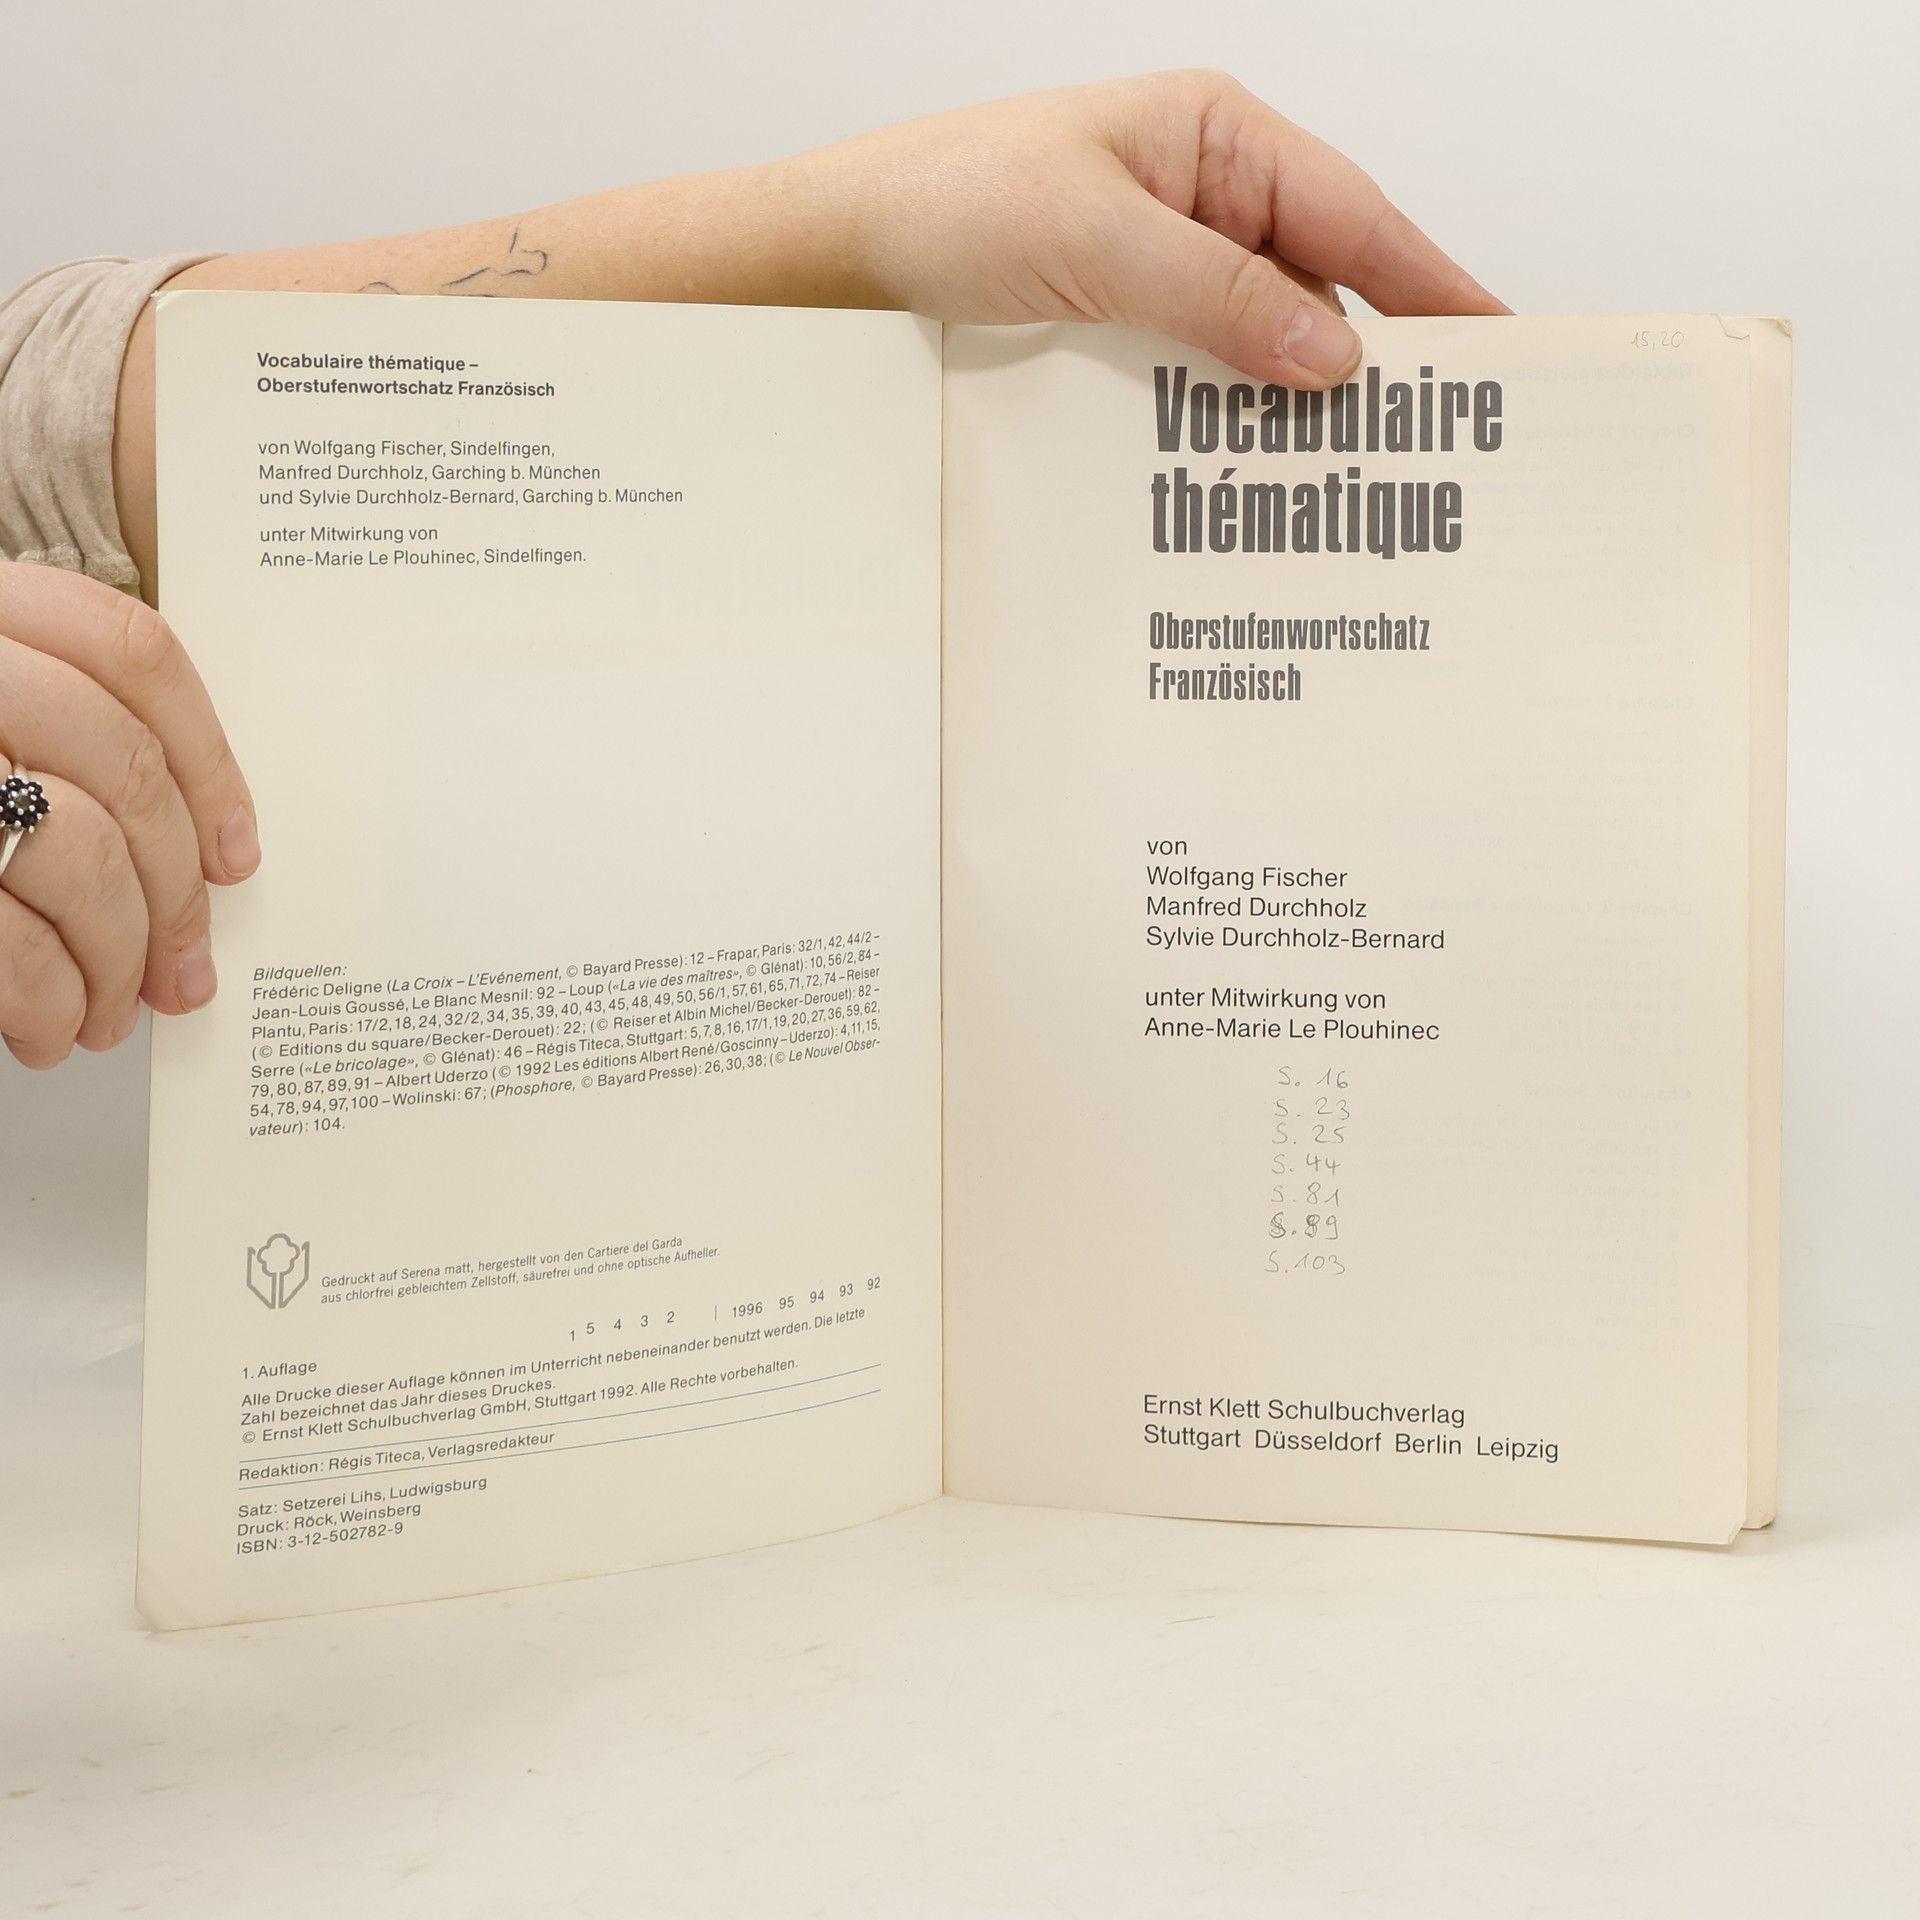 Vocabulaire thématique –
Oberstufenwortschatz Französisch
von Wolfgang Fischer, Sindelfingen,
Manfred Durchholz, Garching b. München
und Sylvie Durchholz-Bernard, Garching b. München
unter Mitwirkung von
Anne-Marie Le Plouhinec, Sindelfingen.
Bildquellen:
Frédéric Deligne (La Croix – L'Evénement, © Bayard Presse): 12 – Frapar, Paris: 32/1, 42, 44/2 –
Jean-Louis Goussé, Le Blanc Mesnil: 92 – Loup («La vie des maîtres», © Glénat): 10, 56/2, 84 –
Plantu, Paris: 17/2, 18, 24, 32/2, 34, 35, 39, 40, 43, 45, 48, 49, 50, 56/1, 57, 61, 65, 71, 72, 74 – Reiser
(© Editions du square/Becker-Derouet): 22; (© Reiser et Albin Michel/Becker-Derouet): 82 –
Serre («Le bricolage», © Glénat): 46 – Régis Titeca, Stuttgart: 5, 7, 8, 16, 17/1, 19, 20, 27, 36, 59, 62,
79, 80, 87, 89, 91 – Albert Uderzo (© 1992 Les éditions Albert René/Goscinny – Uderzo): 4, 11, 15,
54, 78, 94, 97, 100 – Wolinski: 67; (Phosphore, © Bayard Presse): 26, 30, 38; (© Le Nouvel Obser-
vateur): 104.
Gedruckt auf Serena matt, hergestellt von den Cartiere del Garda
aus chlorfrei gebleichtem Zellstoff, säurefrei und ohne optische Aufheller.
1. Auflage 1 5 4 3 2 | 1996 95 94 93 92
Alle Drucke dieser Auflage können im Unterricht nebeneinander benutzt werden. Die letzte
Zahl bezeichnet das Jahr dieses Druckes.
© Ernst Klett Schulbuchverlag GmbH, Stuttgart 1992. Alle Rechte vorbehalten.
Redaktion: Régis Titeca, Verlagsredakteur
Satz: Setzerei Lihs, Ludwigsburg
Druck: Röck, Weinsberg
ISBN: 3-12-502782-9
15,20
Vocabulaire
thématique
Oberstufenwortschatz
Französisch
von
Wolfgang Fischer
Manfred Durchholz
Sylvie Durchholz-Bernard
unter Mitwirkung von
Anne-Marie Le Plouhinec
S. 16
S. 23
S. 25
S. 44
S. 81
S. 89
S. 103
Ernst Klett Schulbuchverlag
Stuttgart Düsseldorf Berlin Leipzig